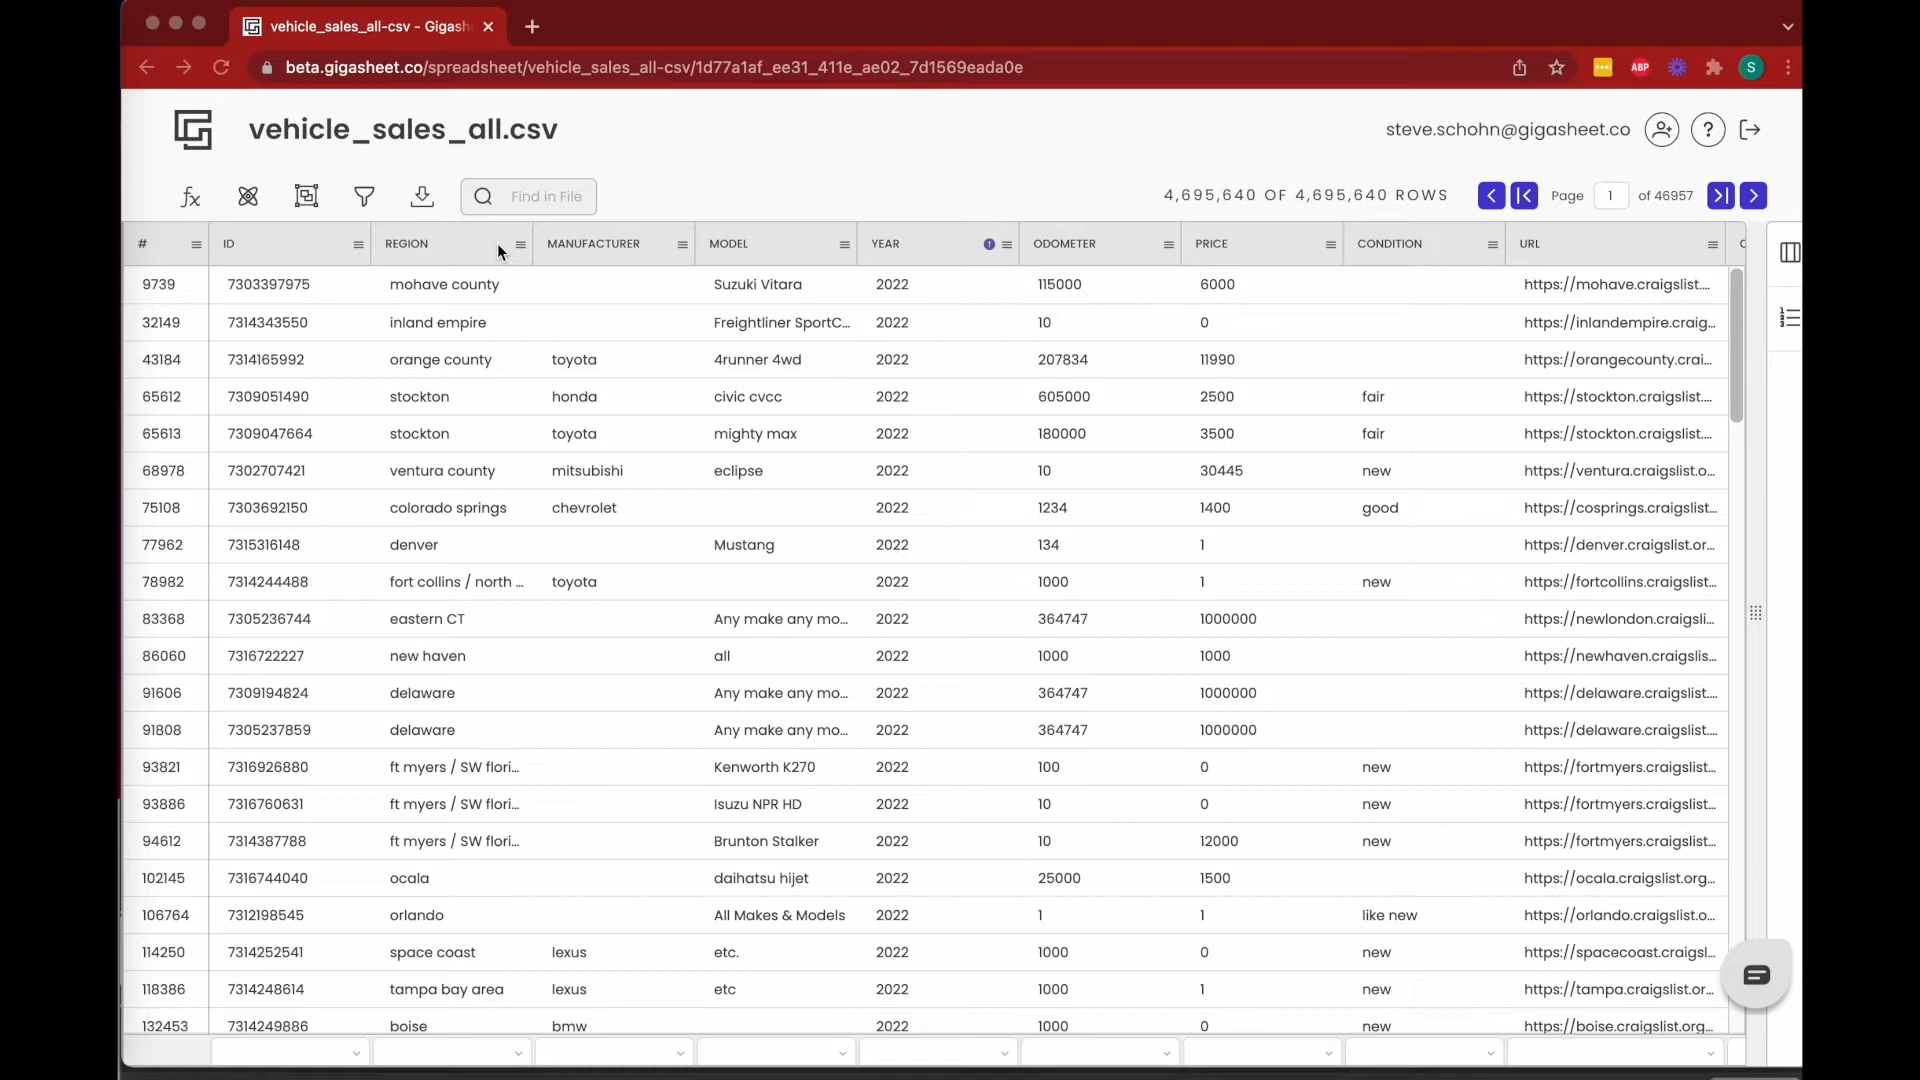 vehicle_sales_all-csv - Gigash
beta.gigasheet.co/spreadsheet/vehicle_sales_all-csv/1d77a1af_ee31_411e_ae02_7d1569eada0e
ABP
S
vehicle_sales_all.csv
steve.schohn@gigasheet.co
?
fx
Find in File
4,695,640 OF 4,695,640 ROWS
Page 1 of 46957
# ID REGION MANUFACTURER MODEL YEAR ODOMETER PRICE CONDITION URL
9739 7303397975 mohave county Suzuki Vitara 2022 115000 6000 https://mohave.craigslist....
32149 7314343550 inland empire Freightliner SportC... 2022 10 0 https://inlandempire.craig...
43184 7314165992 orange county toyota 4runner 4wd 2022 207834 11990 https://orangecounty.crai...
65612 7309051490 stockton honda civic cvcc 2022 605000 2500 fair https://stockton.craigslist....
65613 7309047664 stockton toyota mighty max 2022 180000 3500 fair https://stockton.craigslist....
68978 7302707421 ventura county mitsubishi eclipse 2022 10 30445 new https://ventura.craigslist.o...
75108 7303692150 colorado springs chevrolet 2022 1234 1400 good https://cosprings.craigslist...
77962 7315316148 denver Mustang 2022 134 1 https://denver.craigslist.or...
78982 7314244488 fort collins / north ... toyota 2022 1000 1 new https://fortcollins.craigslist...
83368 7305236744 eastern CT Any make any mo... 2022 364747 1000000 https://newlondon.craigsli...
86060 7316722227 new haven all 2022 1000 1000 https://newhaven.craigslis...
91606 7309194824 delaware Any make any mo... 2022 364747 1000000 https://delaware.craigslist....
91808 7305237859 delaware Any make any mo... 2022 364747 1000000 https://delaware.craigslist....
93821 7316926880 ft myers / SW flori... Kenworth K270 2022 100 0 new https://fortmyers.craigslist...
93886 7316760631 ft myers / SW flori... Isuzu NPR HD 2022 10 0 new https://fortmyers.craigslist...
94612 7314387788 ft myers / SW flori... Brunton Stalker 2022 10 12000 new https://fortmyers.craigslist...
102145 7316744040 ocala daihatsu hijet 2022 25000 1500 https://ocala.craigslist.org...
106764 7312198545 orlando All Makes & Models 2022 1 1 like new https://orlando.craigslist.o...
114250 7314252541 space coast lexus etc. 2022 1000 0 new https://spacecoast.craigsl...
118386 7314248614 tampa bay area lexus etc 2022 1000 1 new https://tampa.craigslist.or...
132453 7314249886 boise bmw 2022 1000 0 new https://boise.craigslist.org...